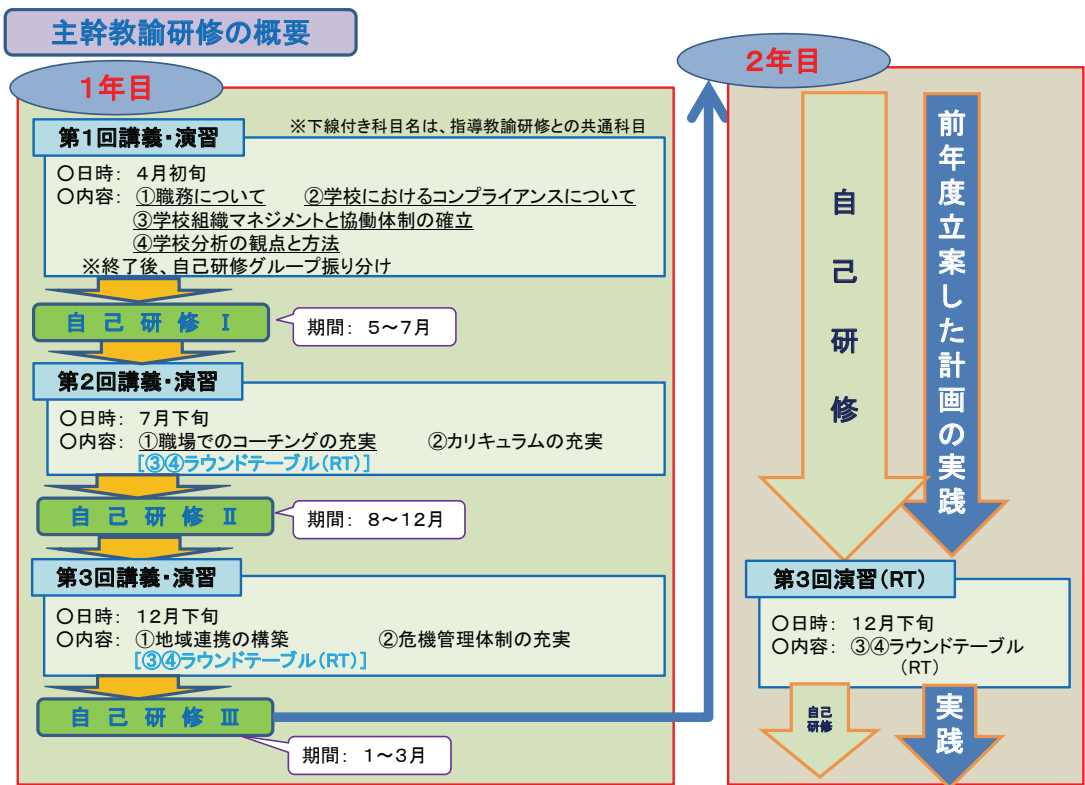 主幹教諭研修の概要
1年目
※下線付き科目名は、指導教諭研修との共通科目
第1回講義・演習
○日時： 4月初旬
○内容： ①職務について ②学校におけるコンプライアンスについて
③学校組織マネジメントと協働体制の確立
④学校分析の観点と方法
※終了後、自己研修グループ振り分け
自己研修Ⅰ
期間： 5～7月
第2回講義・演習
○日時： 7月下旬
○内容： ①職場でのコーチングの充実 ②カリキュラムの充実
[③④ラウンドテーブル（RT）]
自己研修Ⅱ
期間： 8～12月
第3回講義・演習
○日時： 12月下旬
○内容： ①地域連携の構築 ②危機管理体制の充実
[③④ラウンドテーブル（RT）]
自己研修Ⅲ
期間： 1～3月
2年目
自己研修
前年度立案した計画の実践
第3回演習（RT）
○日時： 12月下旬
○内容： ③④ラウンドテーブル
（RT）
自己
研修
実践